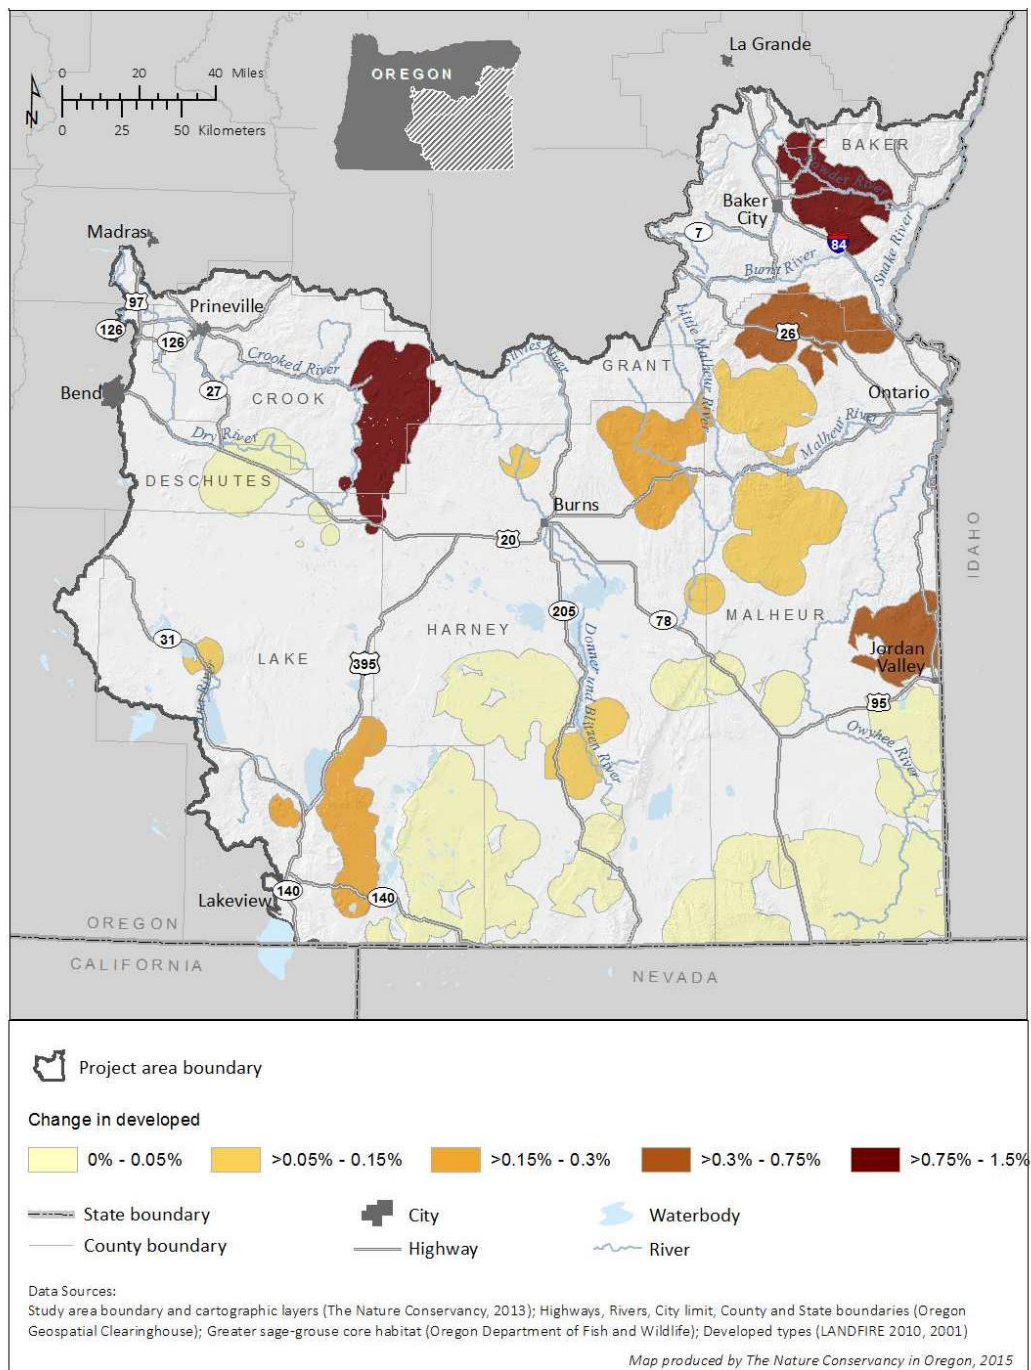 La Grande
0 20 40 Miles
N
0 25 50 Kilometers
OREGON
BAKER
Powder River
Baker
City
7
84
Snake River
Burnt River
Madras
97
Prineville
126
126
26
Little Malheur River
Silvies River
GRANT
Crooked River
27
CROOK
Bend
Ontario
Malheur River
Dry River
DESCHUTES
Burns
20
IDAHO
205
78
MALHEUR
HARNEY
31
LAKE
395
Donner und Blitzen River
Jordan
Valley
95
Owyhee River
River
140
140
Lakeview
OREGON
CALIFORNIA
NEVADA
Project area boundary
Change in developed
0% - 0.05% >0.05% - 0.15% >0.15% - 0.3% >0.3% - 0.75% >0.75% - 1.5%
State boundary City Waterbody
County boundary Highway River
Data Sources:
Study area boundary and cartographic layers (The Nature Conservancy, 2013); Highways, Rivers, City limit, County and State boundaries (Oregon
Geospatial Clearinghouse); Greater sage-grouse core habitat (Oregon Department of Fish and Wildlife); Developed types (LANDFIRE 2010, 2001)
Map produced by The Nature Conservancy in Oregon, 2015